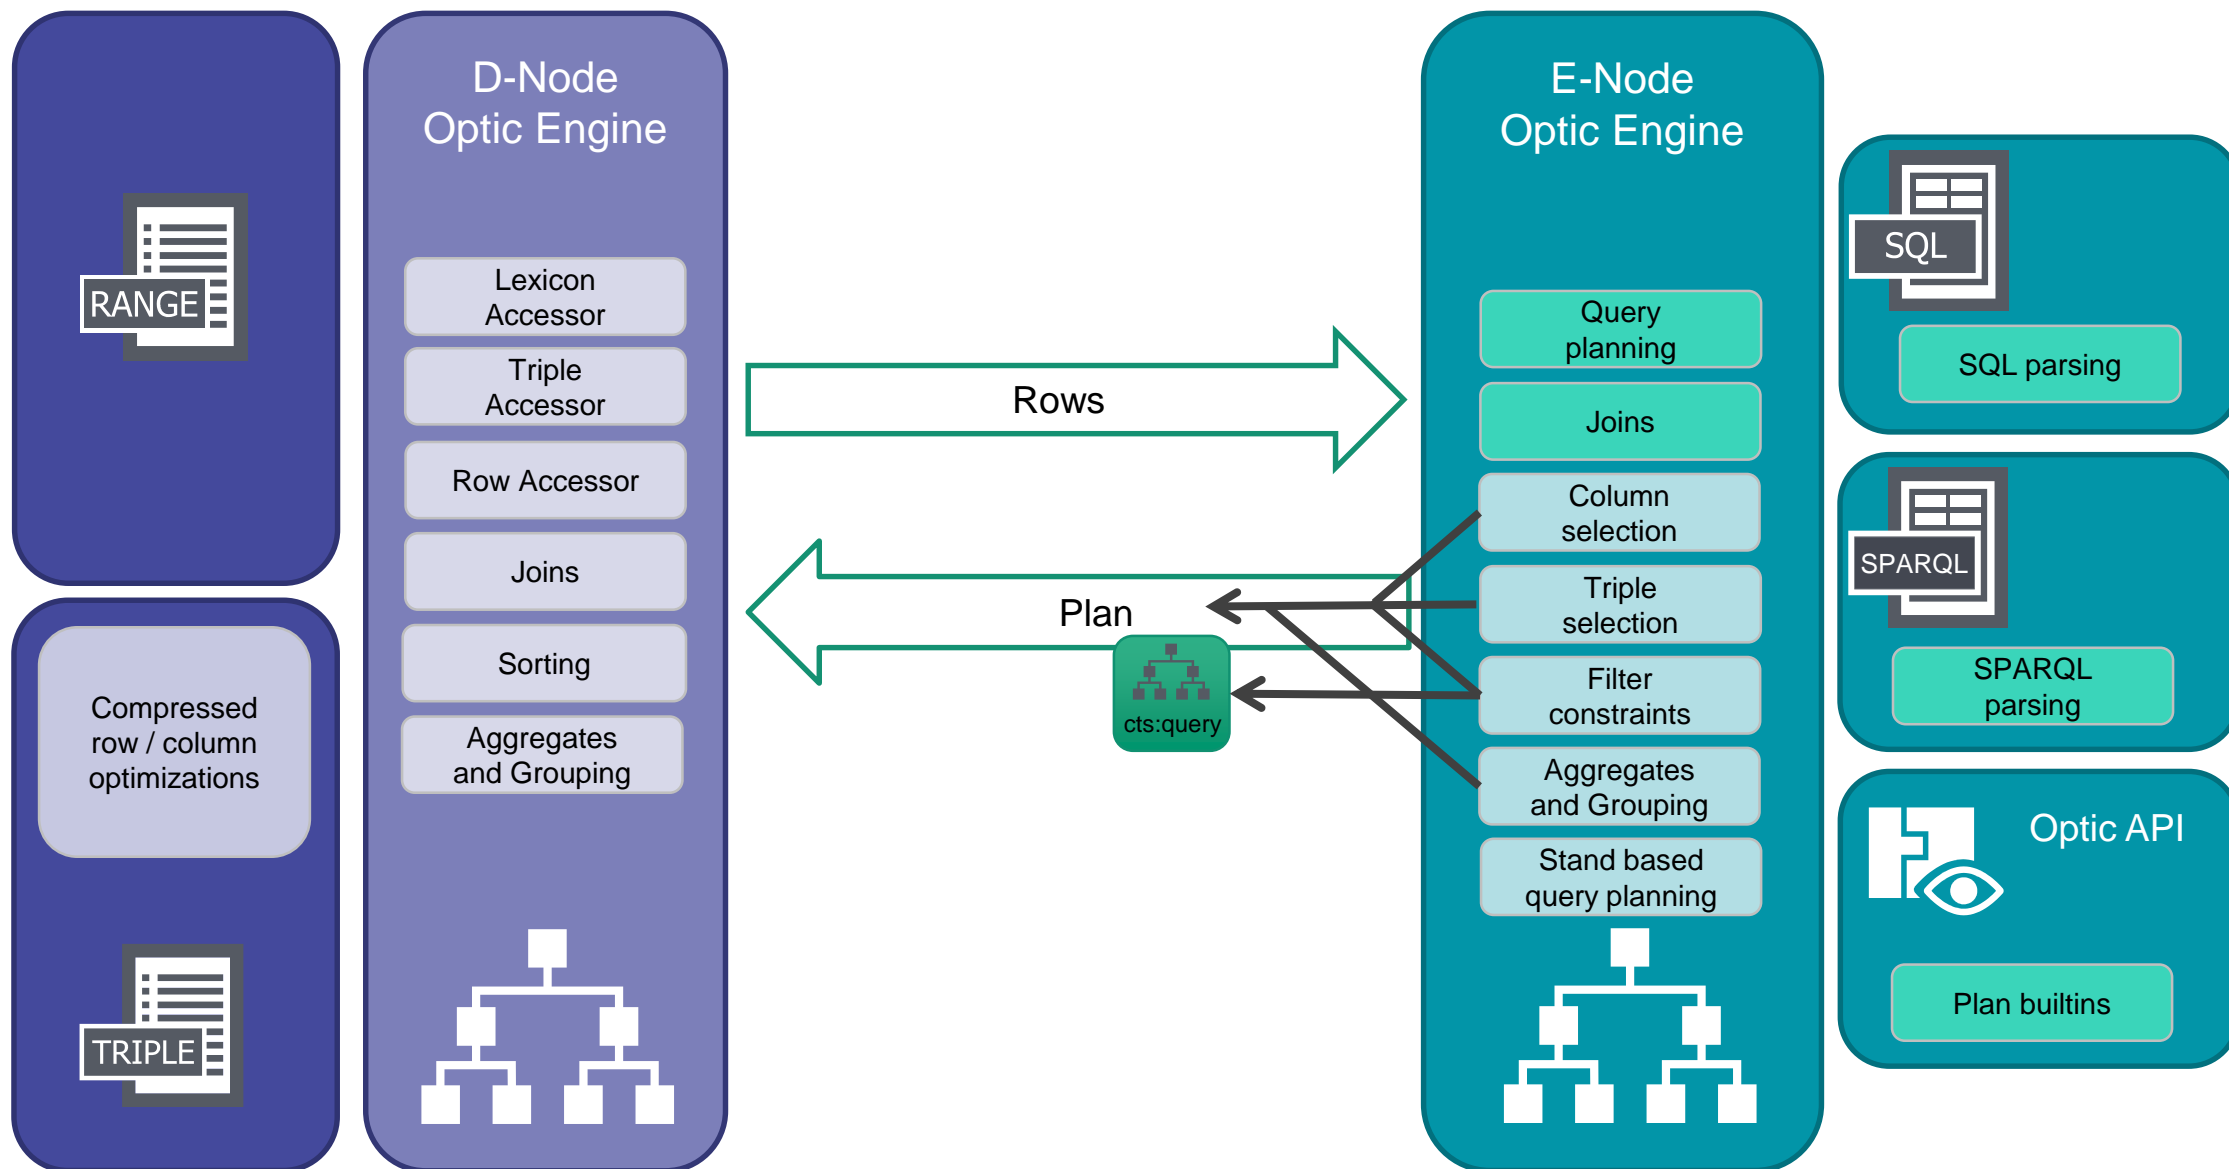 RANGE
Compressed
row / column
optimizations
TRIPLE
D-Node
Optic Engine
Lexicon
Accessor
Triple
Accessor
Row Accessor
Joins
Sorting
Aggregates
and Grouping
Rows
Plan
cts:query
E-Node
Optic Engine
Query
planning
Joins
Column
selection
Triple
selection
Filter
constraints
Aggregates
and Grouping
Stand based
query planning
SQL
SQL parsing
SPARQL
SPARQL
parsing
Optic API
Plan builtins